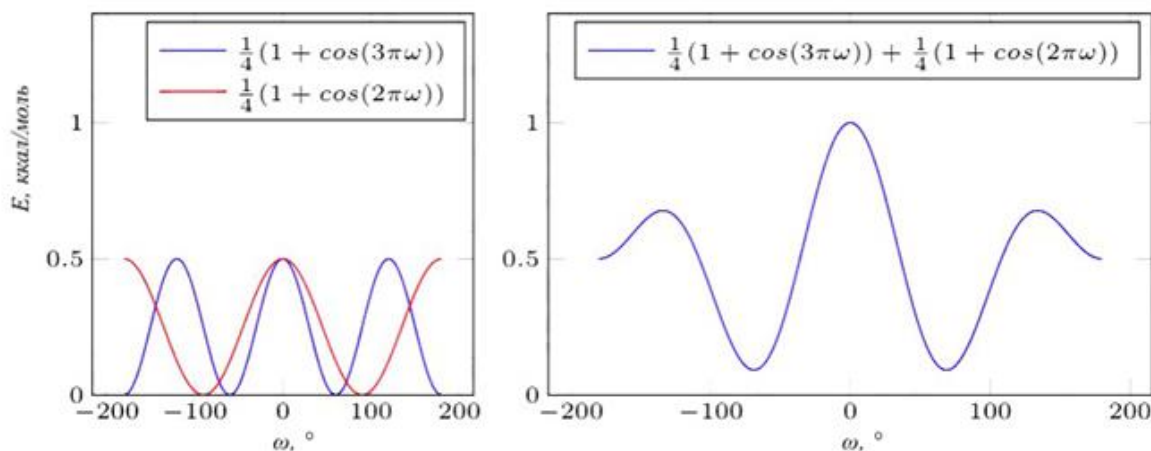 1/4(1 + cos(3πω))
1/4(1 + cos(2πω))
E, ккал/моль
1
0.5
0
−200 −100 0 100 200
ω, °
1/4(1 + cos(3πω)) + 1/4(1 + cos(2πω))
1
0.5
0
−200 −100 0 100 200
ω, °